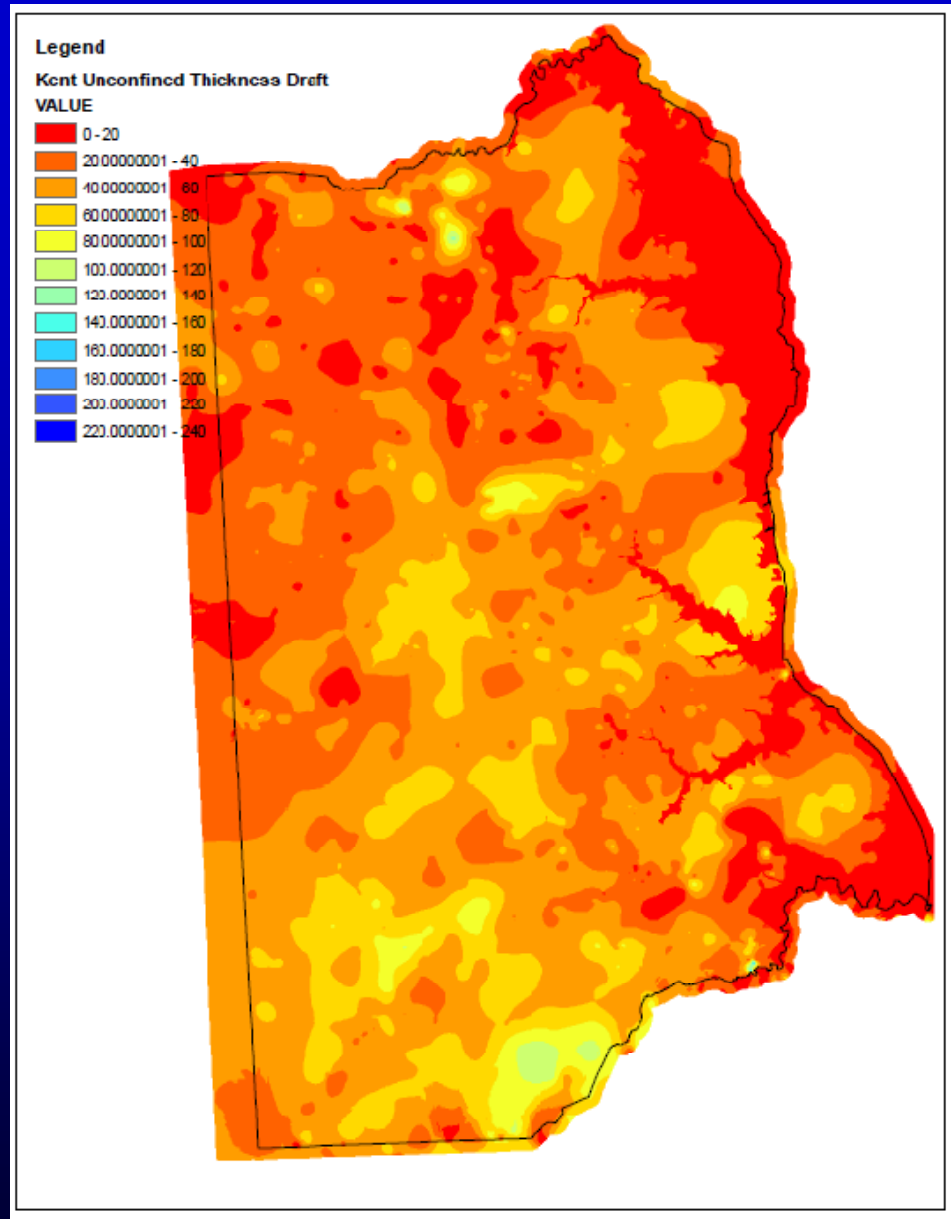 Legend
Kent Unconfined Thickness Draft
VALUE
0 - 20
20.00000001 - 40
40.00000001 - 60
60.00000001 - 80
80.00000001 - 100
100.0000001 - 120
120.0000001 - 140
140.0000001 - 160
160.0000001 - 180
180.0000001 - 200
200.0000001 - 220
220.0000001 - 240